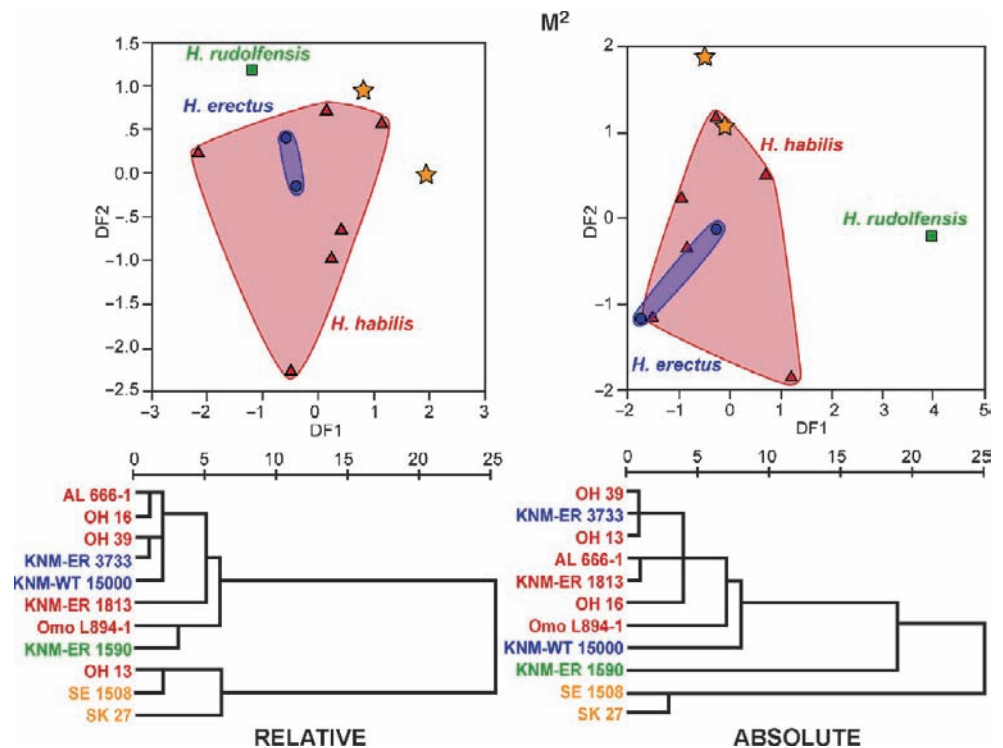 M²
1.5
1.0
.5
0.0
−.5
−1.0
−1.5
−2.0
−2.5
DF2
−3 −2 −1 0 1 2 3
DF1
H. rudolfensis
H. erectus
H. habilis
2
1
0
−1
−2
DF2
−2 −1 0 1 2 3 4 5
DF1
H. habilis
H. rudolfensis
H. erectus
0 5 10 15 20 25
AL 666-1
OH 16
OH 39
KNM-ER 3733
KNM-WT 15000
KNM-ER 1813
Omo L894-1
KNM-ER 1590
OH 13
SE 1508
SK 27
RELATIVE
0 5 10 15 20 25
OH 39
KNM-ER 3733
OH 13
AL 666-1
KNM-ER 1813
OH 16
Omo L894-1
KNM-WT 15000
KNM-ER 1590
SE 1508
SK 27
ABSOLUTE